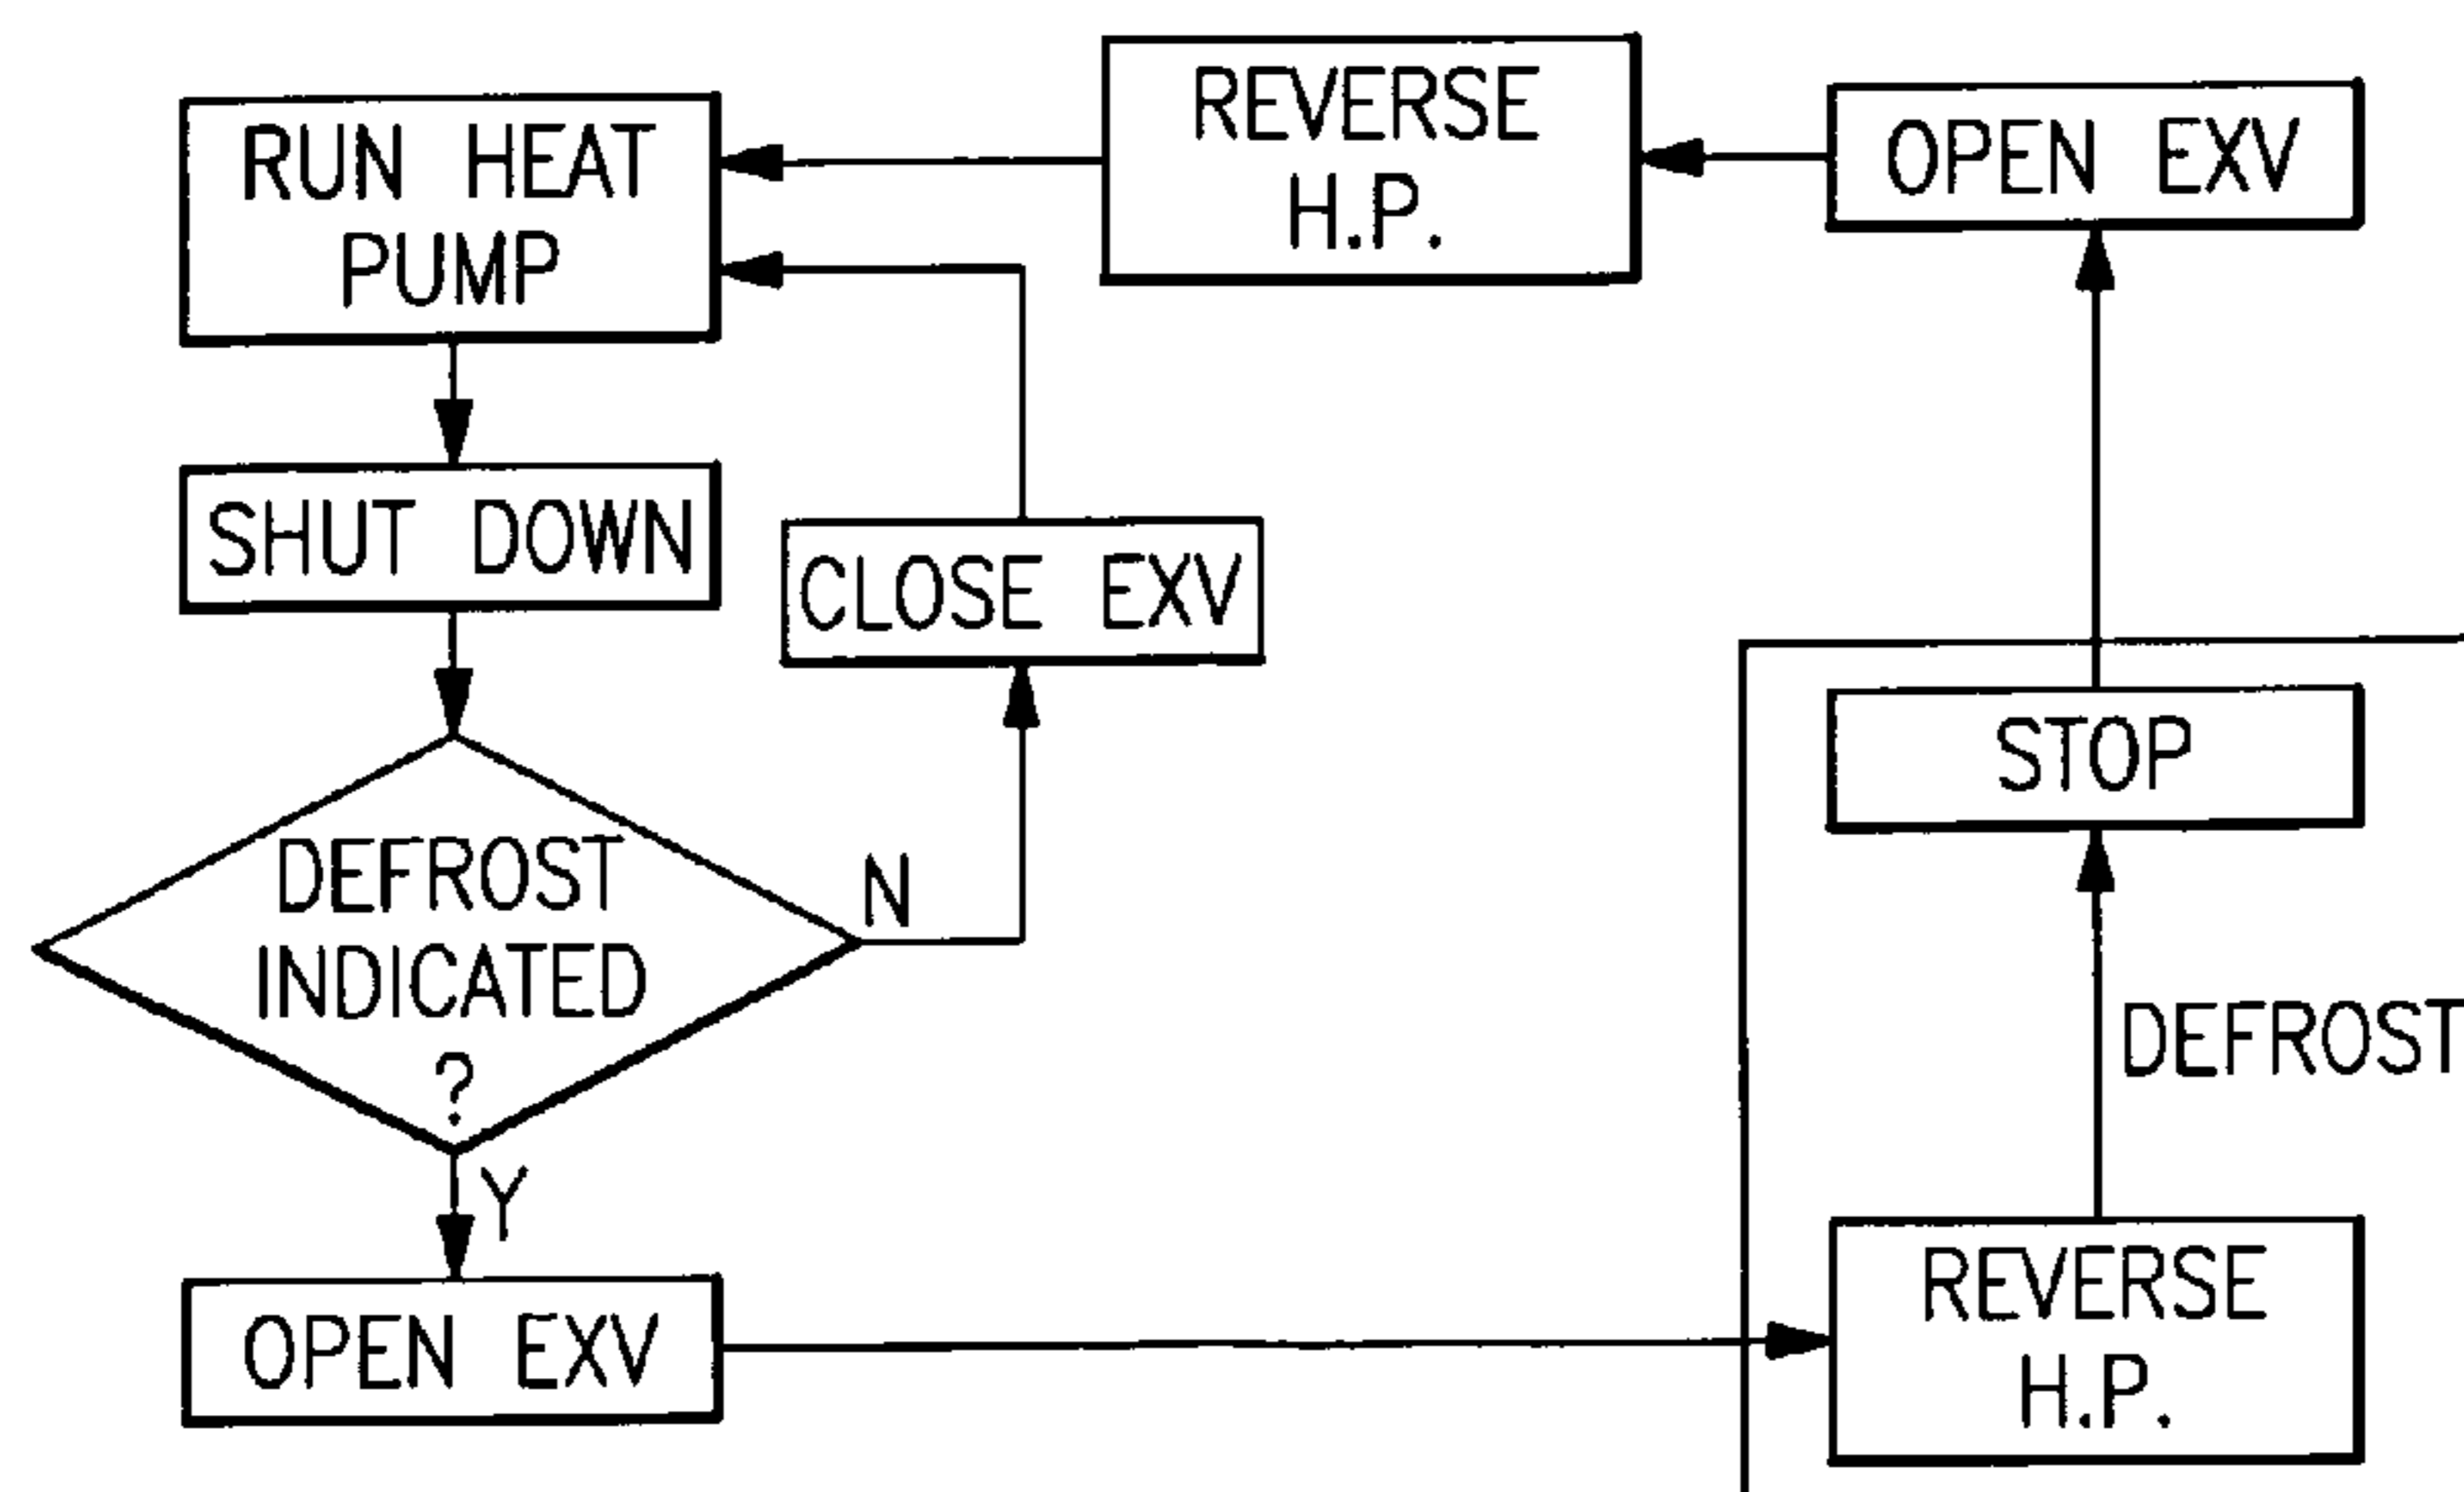 RUN HEAT
PUMP
REVERSE
H.P.
OPEN EXV
SHUT DOWN
CLOSE EXV
STOP
DEFROST
INDICATED
?
N
Y
DEFROST
OPEN EXV
REVERSE
H.P.